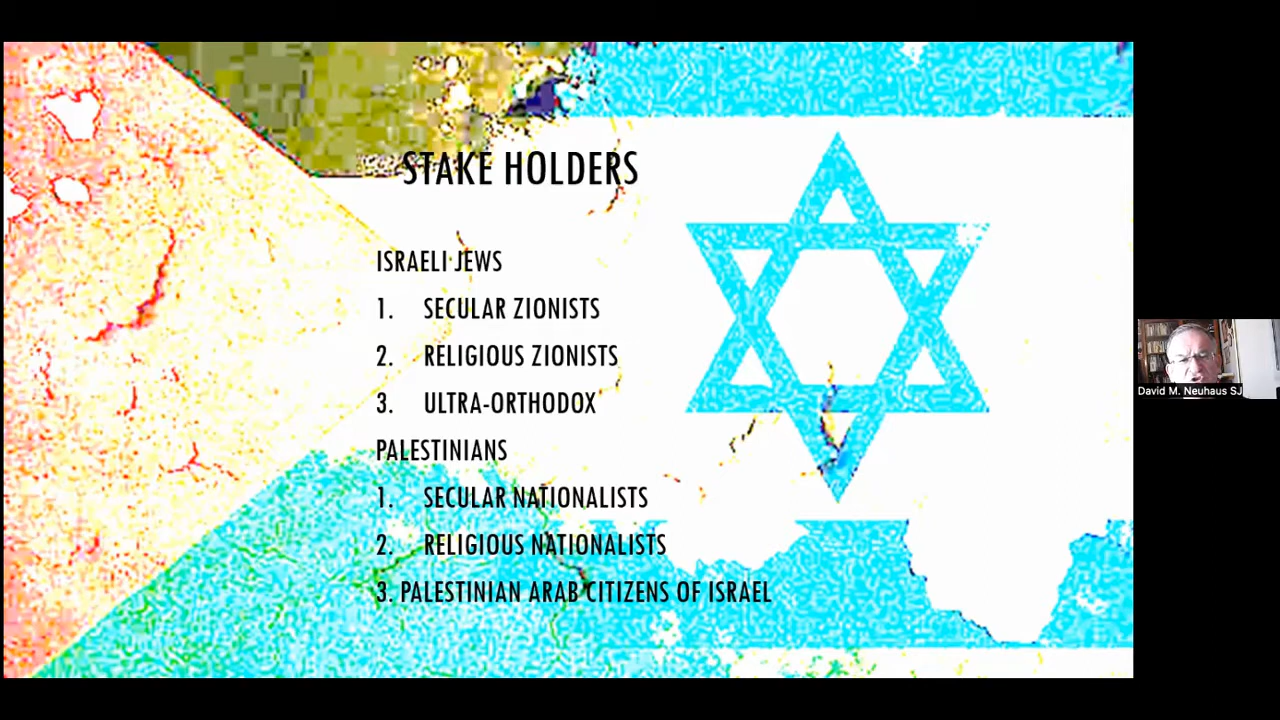 STAKE HOLDERS
ISRAELI JEWS
1. SECULAR ZIONISTS
2. RELIGIOUS ZIONISTS
3. ULTRA-ORTHODOX
PALESTINIANS
1. SECULAR NATIONALISTS
2. RELIGIOUS NATIONALISTS
3. PALESTINIAN ARAB CITIZENS OF ISRAEL
David M. Neuhaus SJ